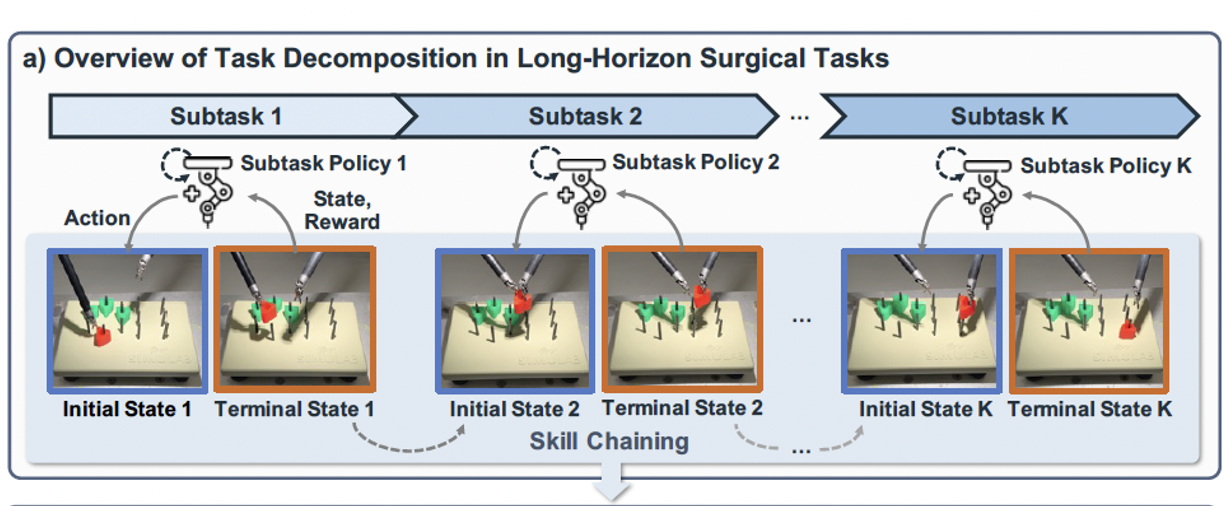 a) Overview of Task Decomposition in Long-Horizon Surgical Tasks
Subtask 1
Subtask 2
...
Subtask K
Subtask Policy 1
Subtask Policy 2
Subtask Policy K
Action
State,
Reward
...
Initial State 1
Terminal State 1
Initial State 2
Terminal State 2
Initial State K
Terminal State K
Skill Chaining
...